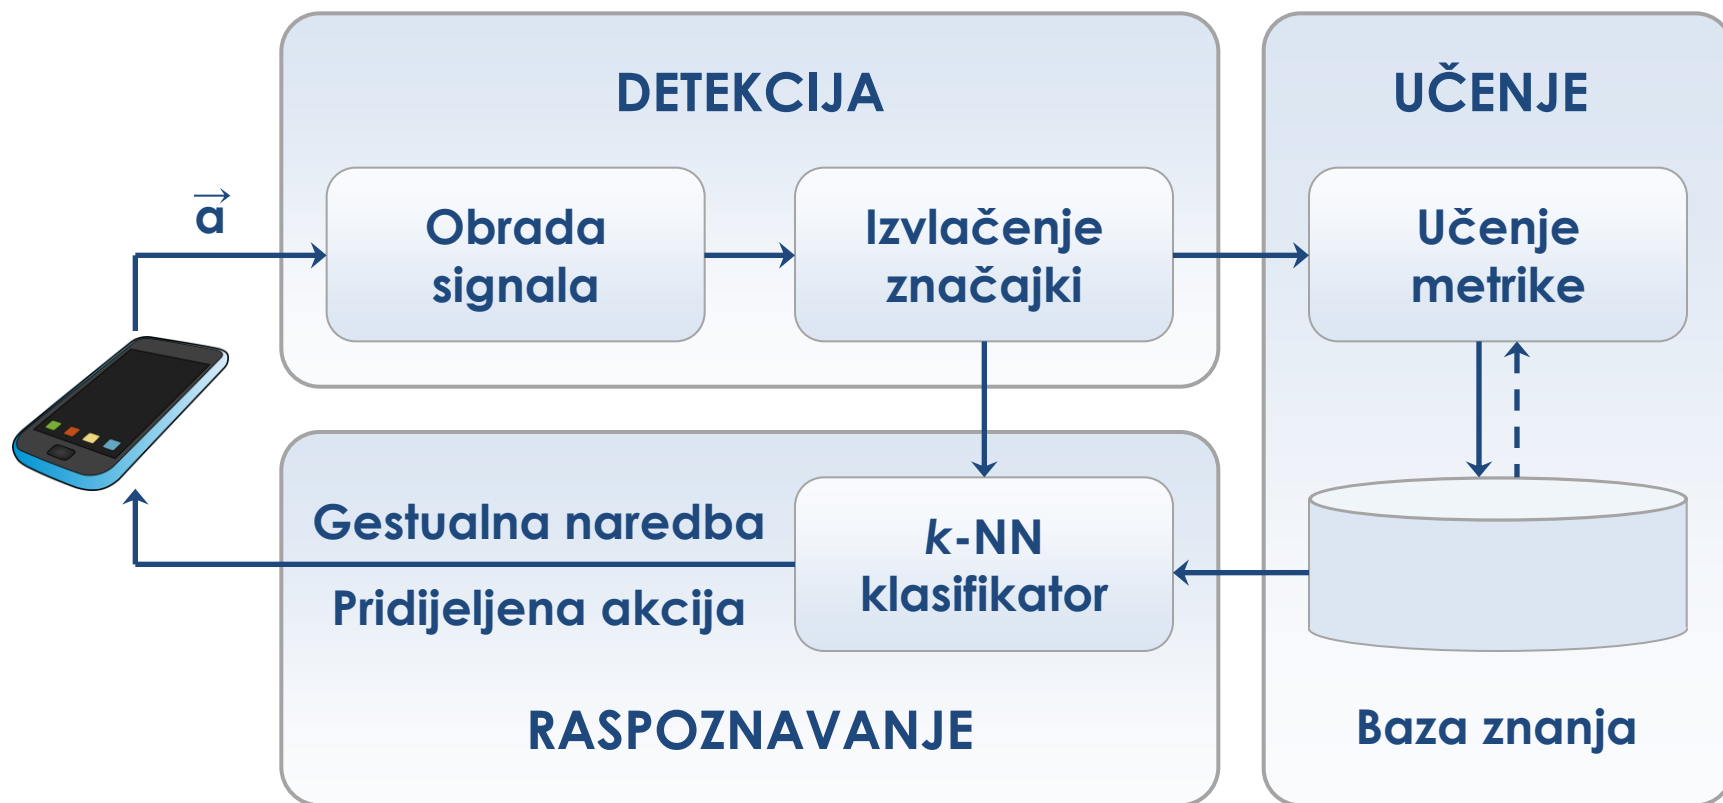 DETEKCIJA
UČENJE
a
Obrada
signala
Izvlačenje
značajki
Učenje
metrike
Gestualna naredba
Pridijeljena akcija
k-NN
klasifikator
RASPOZNAVANJE
Baza znanja